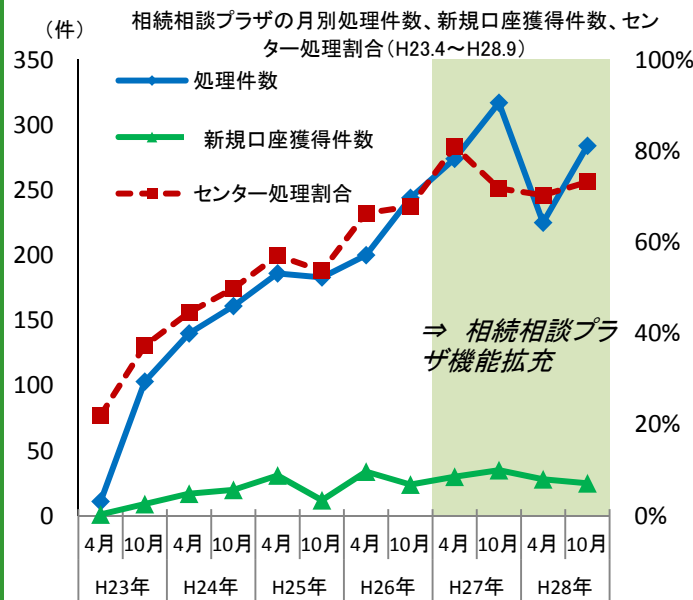 (件)
相続相談プラザの月別処理件数、新規口座獲得件数、セン
ター処理割合(H23.4～H28.9)
350
300
250
200
150
100
50
0
100%
80%
60%
40%
20%
0%
処理件数
新規口座獲得件数
センター処理割合
⇒ 相続相談プラ
ザ機能拡充
4月 10月 4月 10月 4月 10月 4月 10月 4月 10月 4月 10月
H23年 H24年 H25年 H26年 H27年 H28年